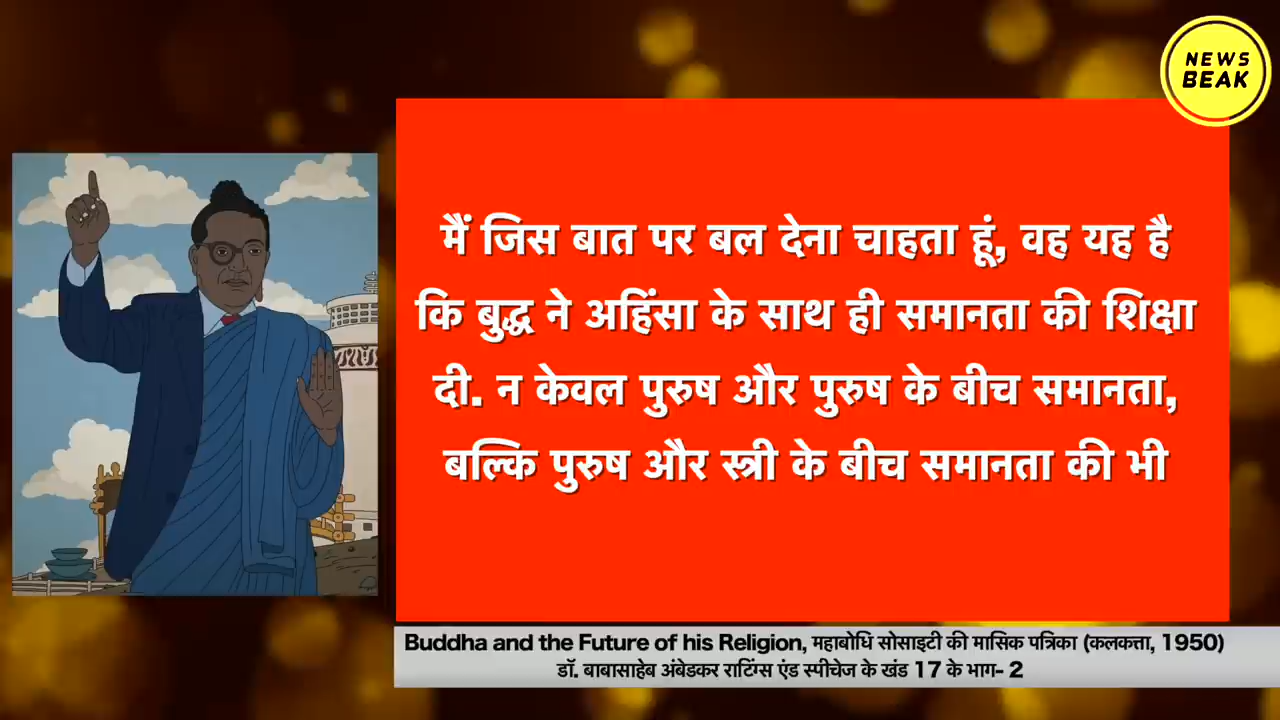 NEWS
BEAK
मैं जिस बात पर बल देना चाहता हूं, वह यह है
कि बुद्ध ने अहिंसा के साथ ही समानता की शिक्षा
दी. न केवल पुरुष और पुरुष के बीच समानता,
बल्कि पुरुष और स्त्री के बीच समानता की भी
Buddha and the Future of his Religion, महाबोधि सोसाइटी की मासिक पत्रिका (कलकत्ता, 1950)
डॉ. बाबासाहेब अंबेडकर राटिंग्स एंड स्पीचेज के खंड 17 के भाग- 2